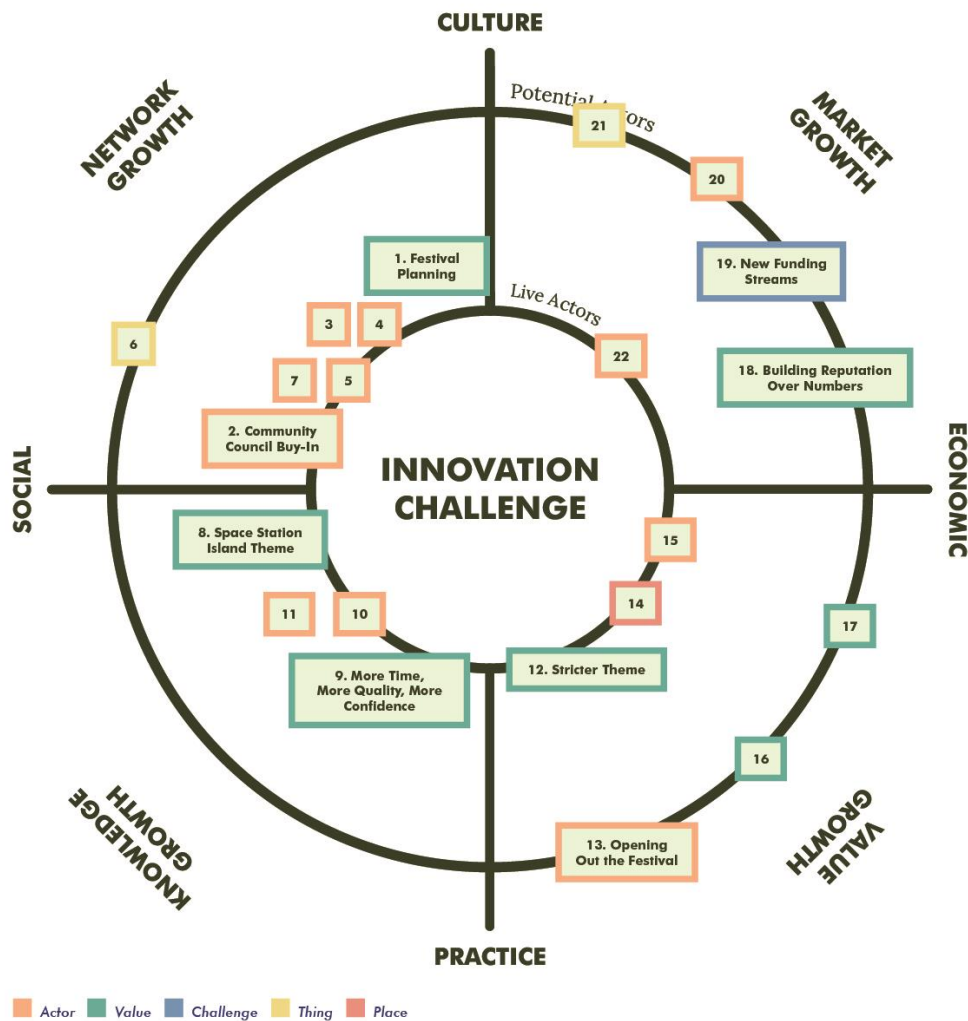 CULTURE
NETWORK
GROWTH
MARKET
GROWTH
Potential Actors
21
20
1. Festival
Planning
19. New Funding
Streams
Live Actors
3
4
6
22
7
5
18. Building Reputation
Over Numbers
2. Community
Council Buy-In
INNOVATION
CHALLENGE
SOCIAL
ECONOMIC
8. Space Station
Island Theme
15
11
10
14
17
9. More Time,
More Quality, More
Confidence
12. Stricter Theme
16
KNOWLEDGE
GROWTH
13. Opening
Out the Festival
VALUE
GROWTH
PRACTICE
Actor
Value
Challenge
Thing
Place